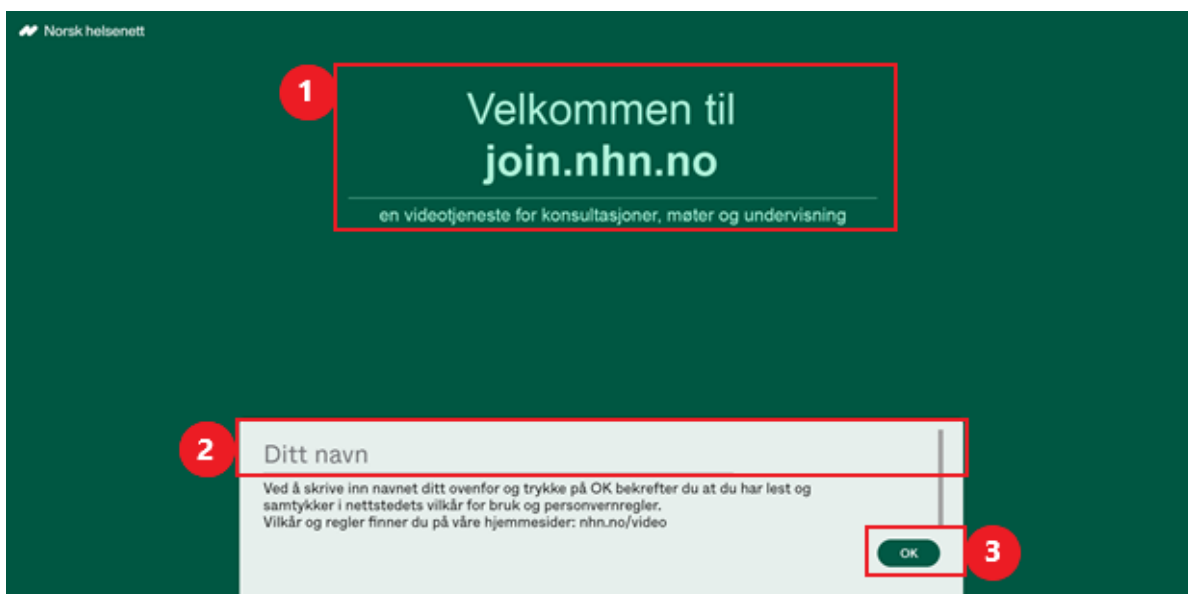 Norsk helsenett
1
Velkommen til
join.nhn.no
en videotjeneste for konsultasjoner, møter og undervisning
2
Ditt navn
Ved å skrive inn navnet ditt ovenfor og trykke på OK bekrefter du at du har lest og
samtykker i nettstedets vilkår for bruk og personvernregler.
Vilkår og regler finner du på våre hjemmesider: nhn.no/video
OK
3